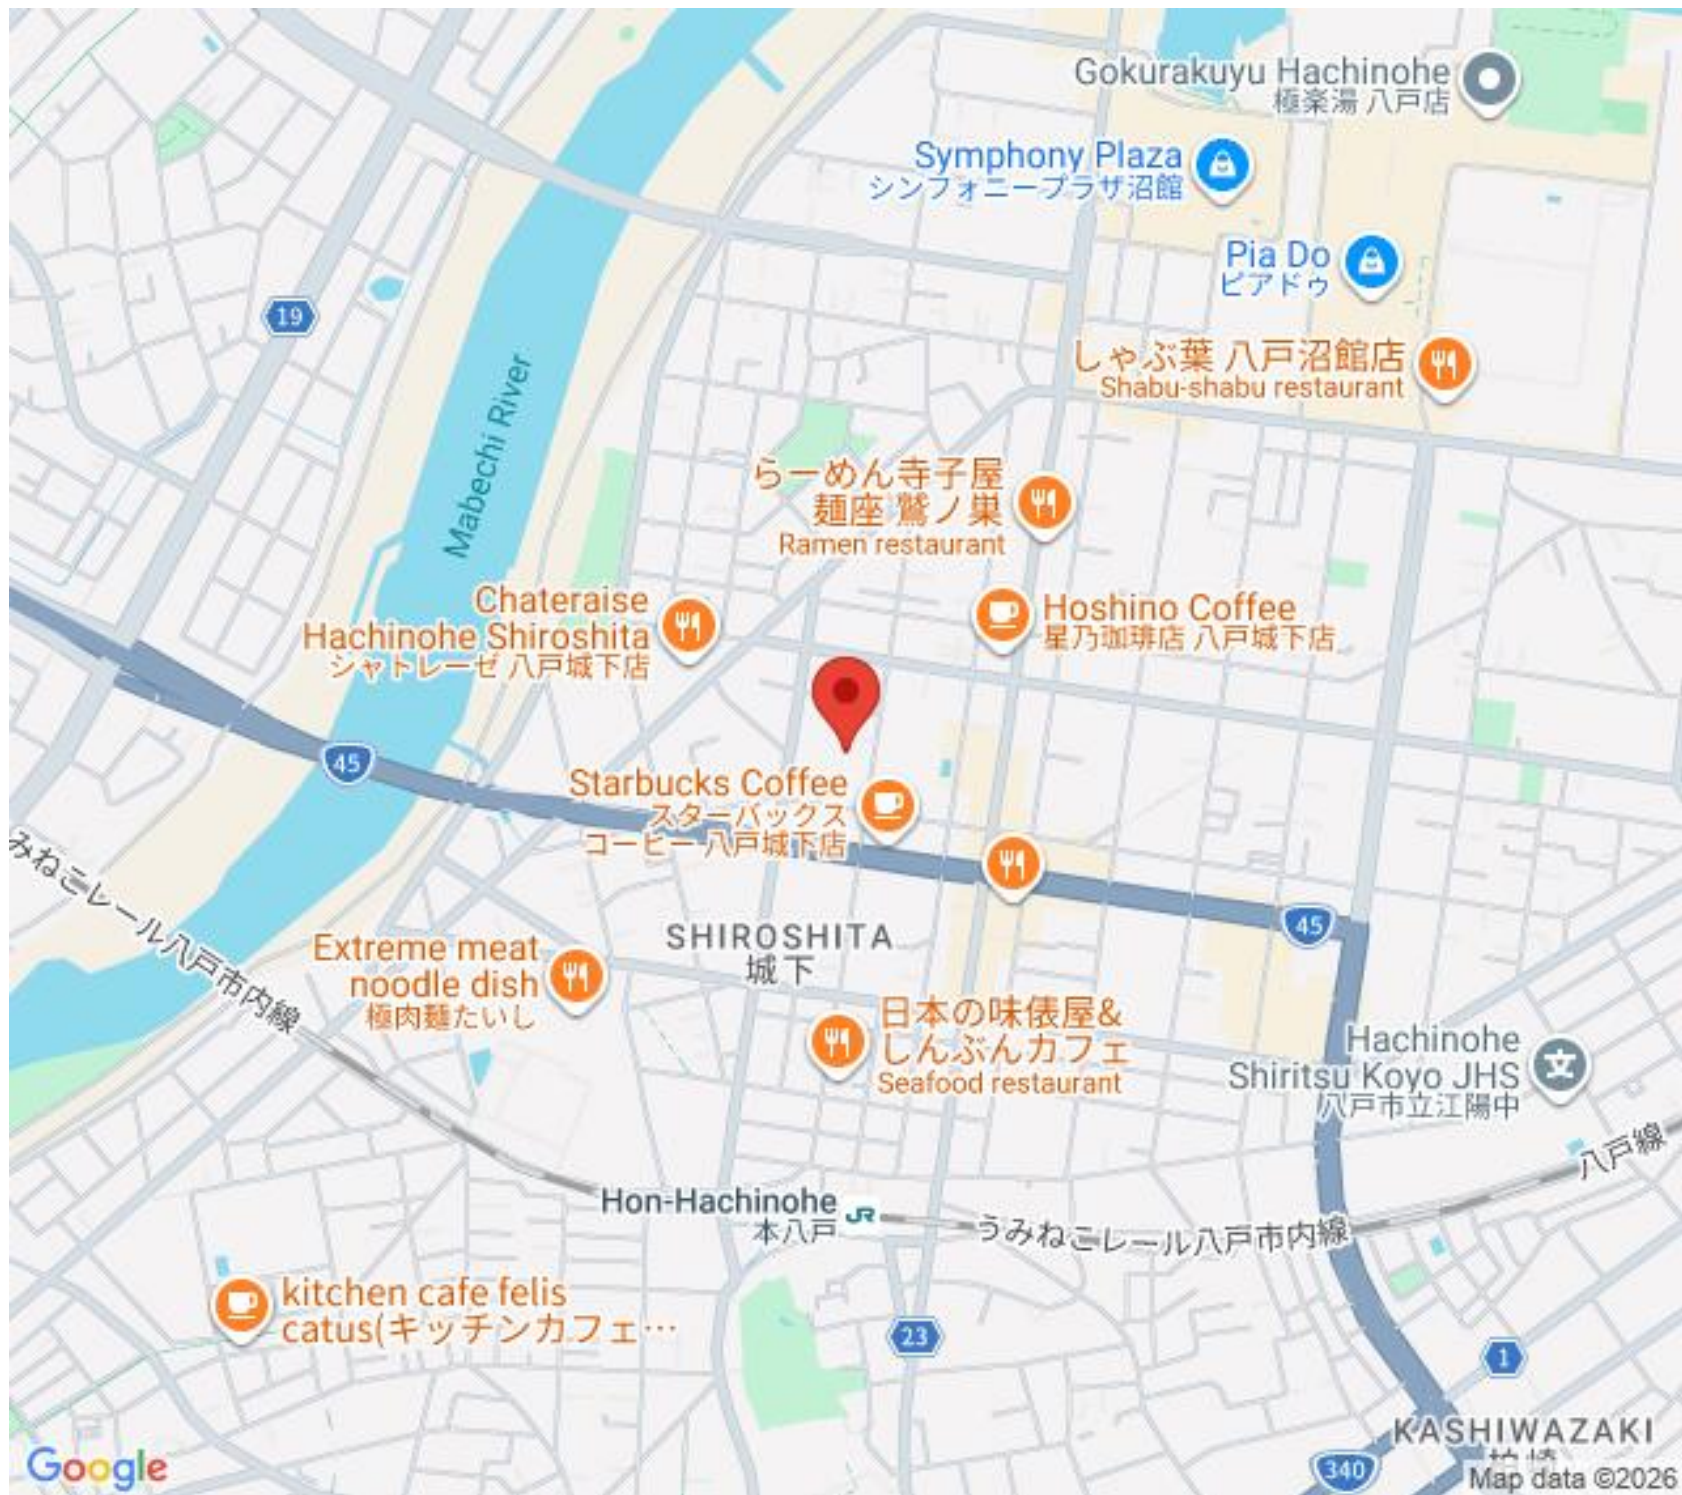 Gokurakuyu Hachinohe
極楽湯 八戸店
Symphony Plaza
シンフォニープラザ沼館
Pia Do
ピアドゥ
19
しゃぶ葉 八戸沼館店
Shabu-shabu restaurant
Mabechi River
らーめん寺子屋
麺座 鷲ノ巣
Ramen restaurant
Chateraise
Hachinohe Shiroshita
シャトレーゼ 八戸城下店
Hoshino Coffee
星乃珈琲店 八戸城下店
45
Starbucks Coffee
スターバックス
コーヒー 八戸城下店
みねこレール八戸市内線
45
SHIROSHITA
城下
Extreme meat
noodle dish
極肉麺たいし
日本の味俵屋&
しんぶんカフェ
Seafood restaurant
Hachinohe
Shiritsu Koyo JHS
八戸市立江陽中
八戸線
Hon-Hachinohe
本八戸
JR
うみねこレール八戸市内線
kitchen cafe felis
catus(キッチンカフェ…
23
1
KASHIWAZAKI
柏崎
340
Google
Map data ©2026